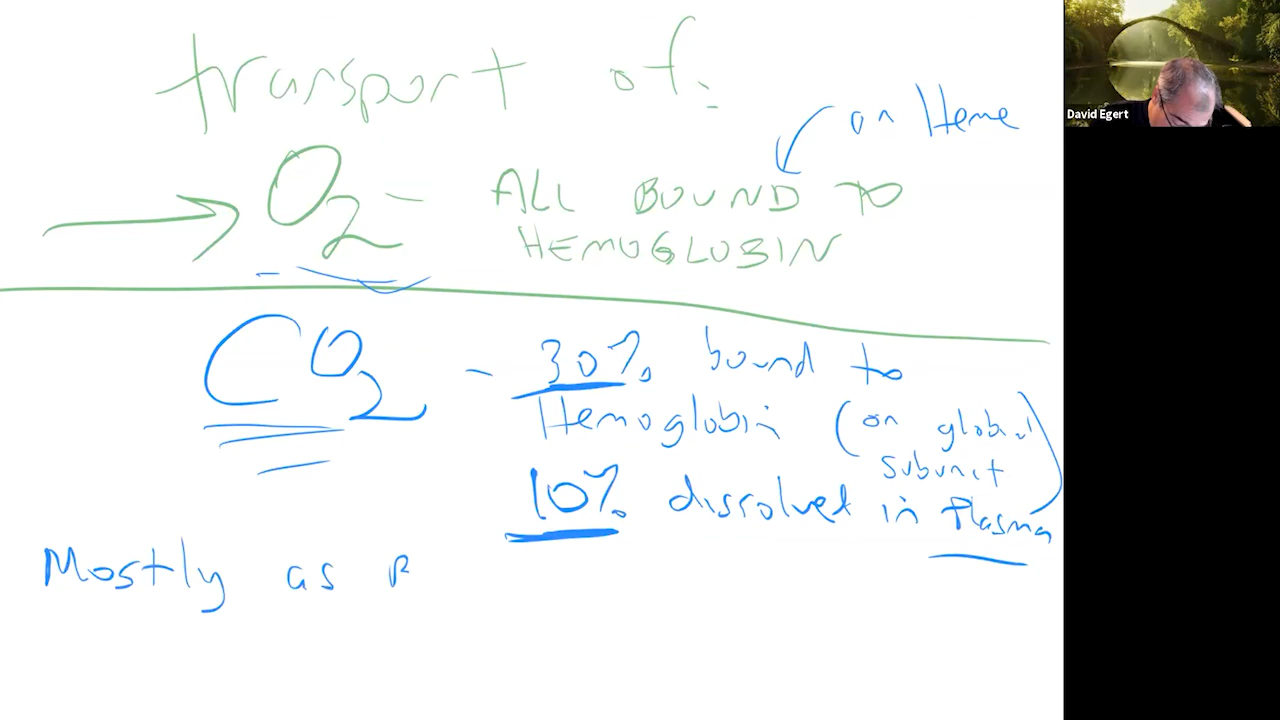 transport of:
on Heme
O2 - ALL BOUND TO
HEMOGLOBIN
CO2 - 30% bound to
Hemoglobin (on globin
subunit)
10% dissolved in Plasma
Mostly as
David Egert